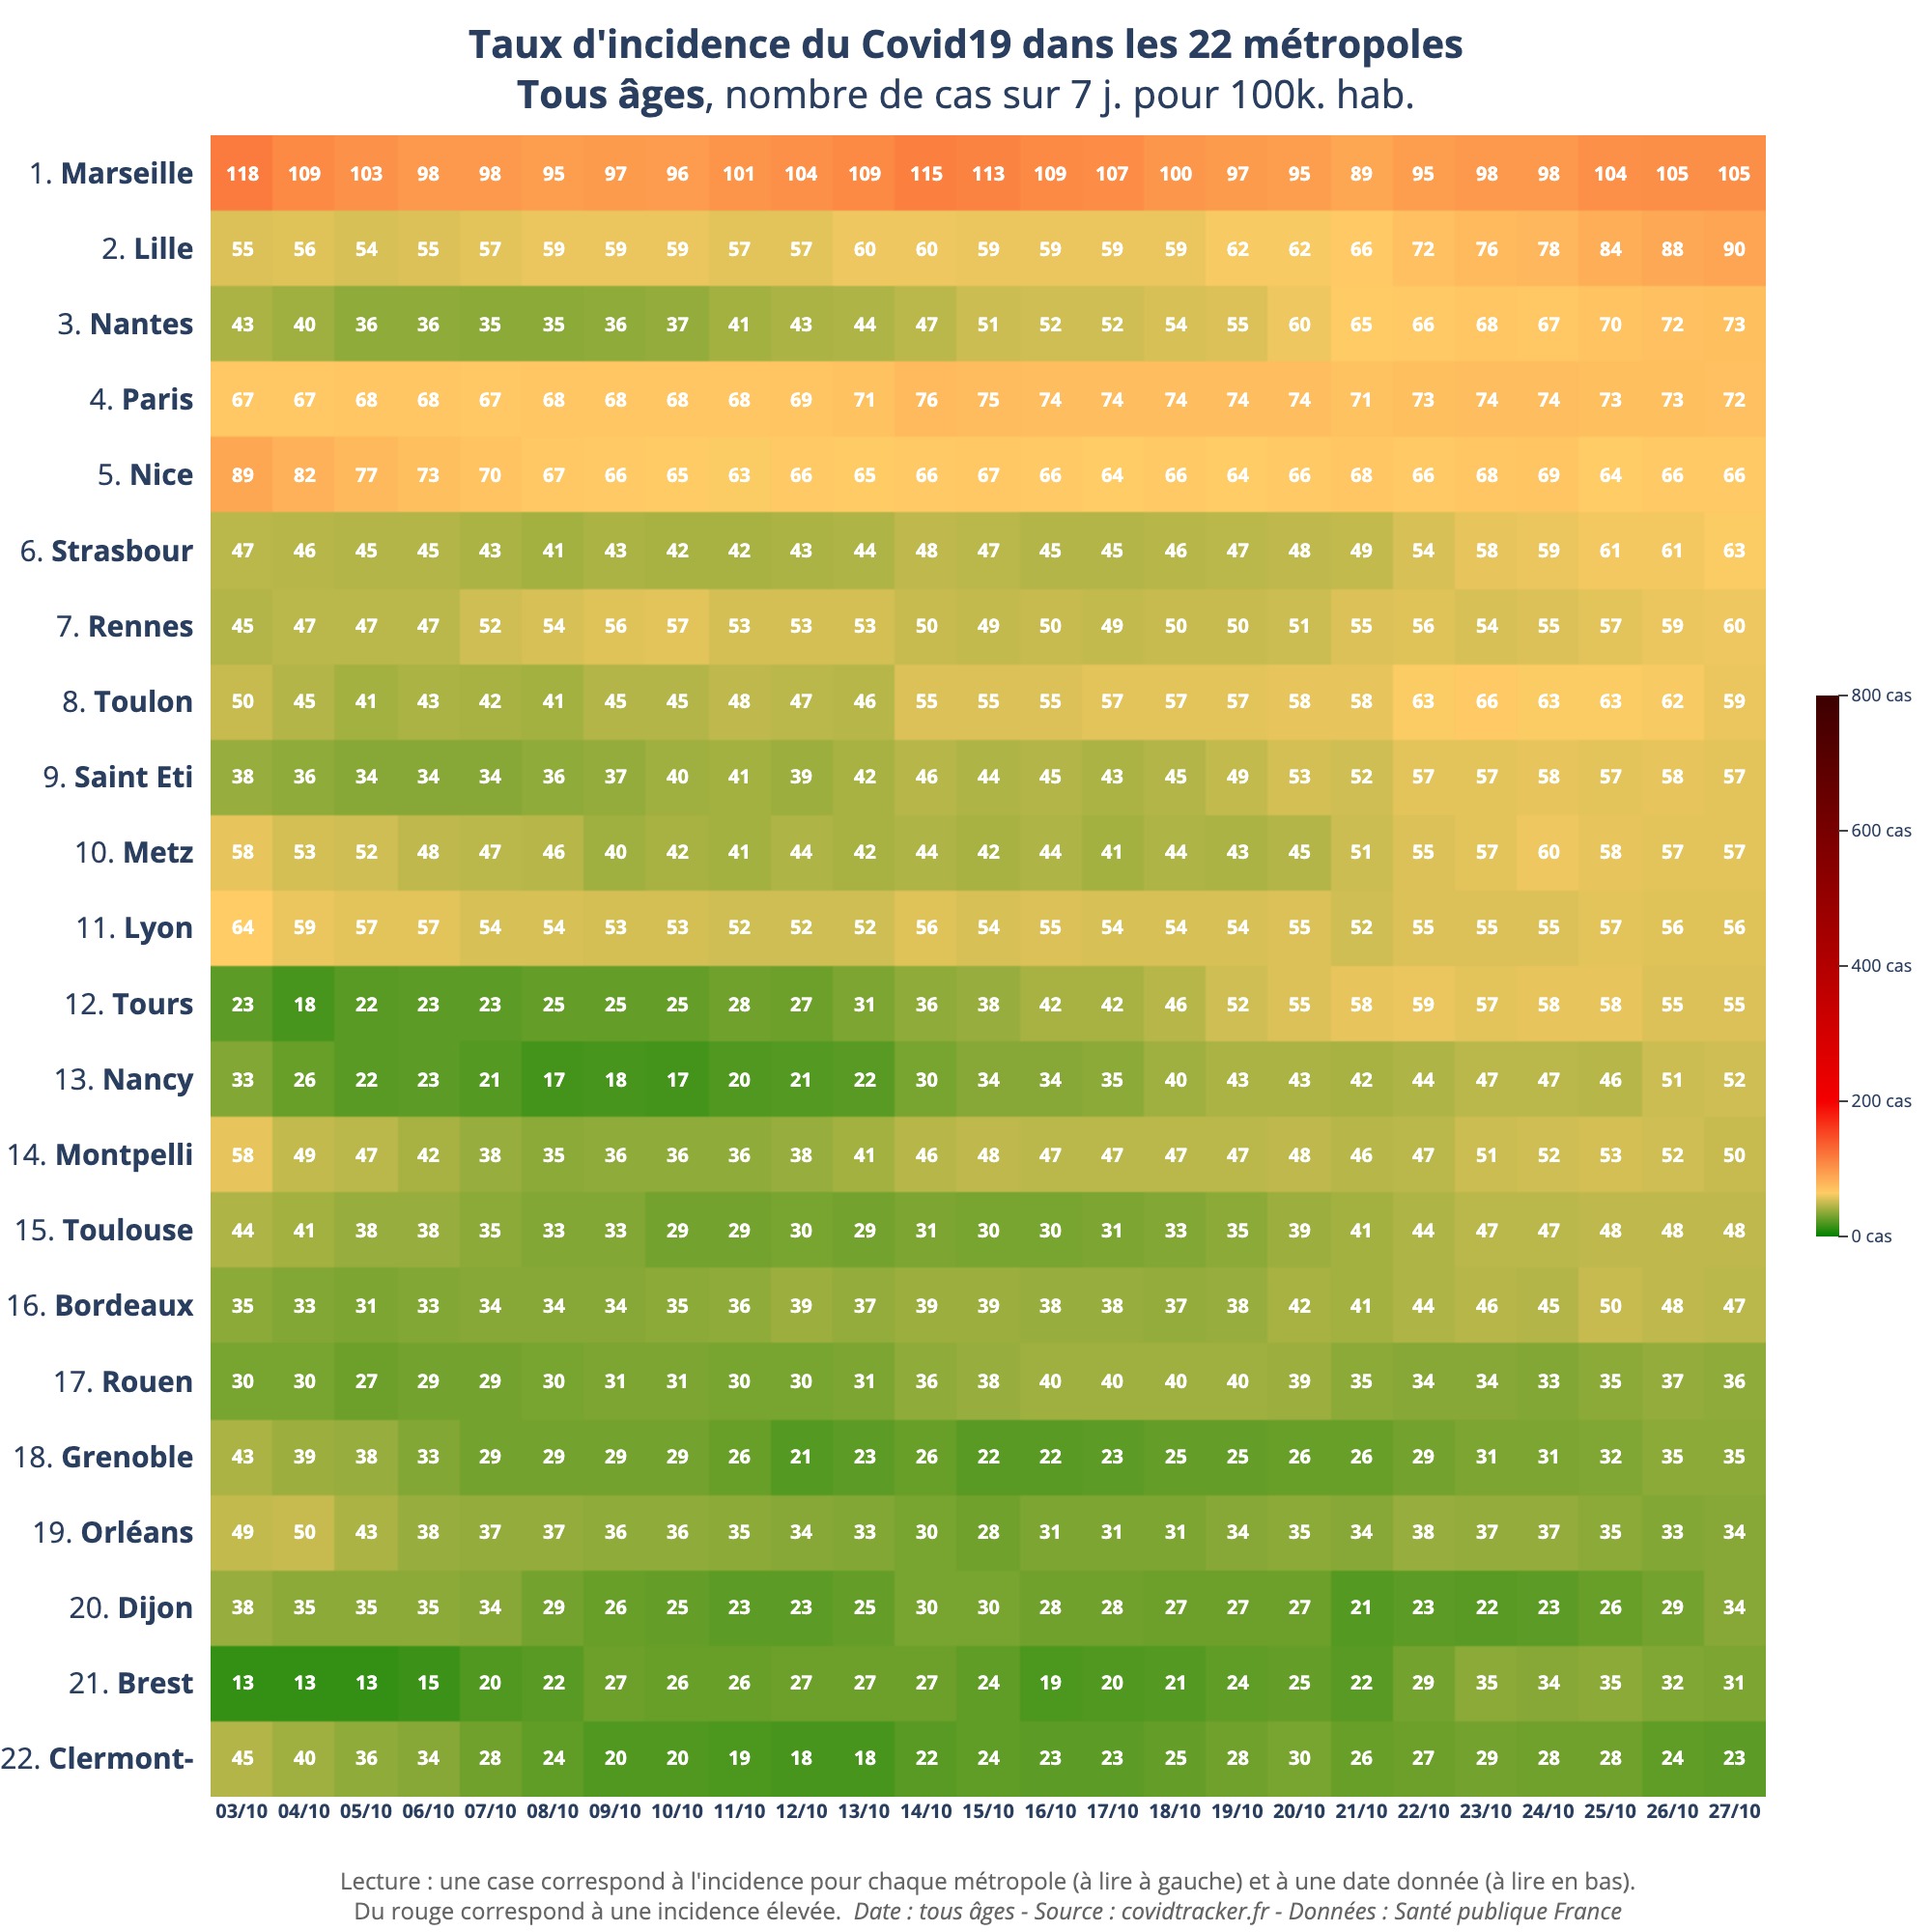 Taux d'incidence du Covid19 dans les 22 métropoles
Tous âges, nombre de cas sur 7 j. pour 100k. hab.
1. Marseille 118 109 103 98 98 95 97 96 101 104 109 115 113 109 107 100 97 95 89 95 98 98 104 105 105
2. Lille 55 56 54 55 57 59 59 59 57 57 60 60 59 59 59 59 62 62 66 72 76 78 84 88 90
3. Nantes 43 40 36 36 35 35 36 37 41 43 44 47 51 52 52 54 55 60 65 66 68 67 70 72 73
4. Paris 67 67 68 68 67 68 68 68 68 69 71 76 75 74 74 74 74 74 71 73 74 74 73 73 72
5. Nice 89 82 77 73 70 67 66 65 63 66 65 66 67 66 64 66 64 66 68 66 68 69 64 66 66
6. Strasbour 47 46 45 45 43 41 43 42 42 43 44 48 47 45 45 46 47 48 49 54 58 59 61 61 63
7. Rennes 45 47 47 47 52 54 56 57 53 53 53 50 49 50 49 50 50 51 55 56 54 55 57 59 60
8. Toulon 50 45 41 43 42 41 45 45 48 47 46 55 55 55 57 57 57 58 58 63 66 63 63 62 59
9. Saint Eti 38 36 34 34 34 36 37 40 41 39 42 46 44 45 43 45 49 53 52 57 57 58 57 58 57
10. Metz 58 53 52 48 47 46 40 42 41 44 42 44 42 44 41 44 43 45 51 55 57 60 58 57 57
11. Lyon 64 59 57 57 54 54 53 53 52 52 52 56 54 55 54 54 54 55 52 55 55 55 57 56 56
12. Tours 23 18 22 23 23 25 25 25 28 27 31 36 38 42 42 46 52 55 58 59 57 58 58 55 55
13. Nancy 33 26 22 23 21 17 18 17 20 21 22 30 34 34 35 40 43 43 42 44 47 47 46 51 52
14. Montpelli 58 49 47 42 38 35 36 36 36 38 41 46 48 47 47 47 47 48 46 47 51 52 53 52 50
15. Toulouse 44 41 38 38 35 33 33 29 29 30 29 31 30 30 31 33 35 39 41 44 47 47 48 48 48
16. Bordeaux 35 33 31 33 34 34 34 35 36 39 37 39 39 38 38 37 38 42 41 44 46 45 50 48 47
17. Rouen 30 30 27 29 29 30 31 31 30 30 31 36 38 40 40 40 40 39 35 34 34 33 35 37 36
18. Grenoble 43 39 38 33 29 29 29 29 26 21 23 26 22 22 23 25 25 26 26 29 31 31 32 35 35
19. Orléans 49 50 43 38 37 37 36 36 35 34 33 30 28 31 31 31 34 35 34 38 37 37 35 33 34
20. Dijon 38 35 35 35 34 29 26 25 23 23 25 30 30 28 28 27 27 27 21 23 22 23 26 29 34
21. Brest 13 13 13 15 20 22 27 26 26 27 27 27 24 19 20 21 24 25 22 29 35 34 35 32 31
22. Clermont- 45 40 36 34 28 24 20 20 19 18 18 22 24 23 23 25 28 30 26 27 29 28 28 24 23
03/10 04/10 05/10 06/10 07/10 08/10 09/10 10/10 11/10 12/10 13/10 14/10 15/10 16/10 17/10 18/10 19/10 20/10 21/10 22/10 23/10 24/10 25/10 26/10 27/10
800 cas
600 cas
400 cas
200 cas
0 cas
Lecture : une case correspond à l'incidence pour chaque métropole (à lire à gauche) et à une date donnée (à lire en bas).
Du rouge correspond à une incidence élevée. Date : tous âges - Source : covidtracker.fr - Données : Santé publique France